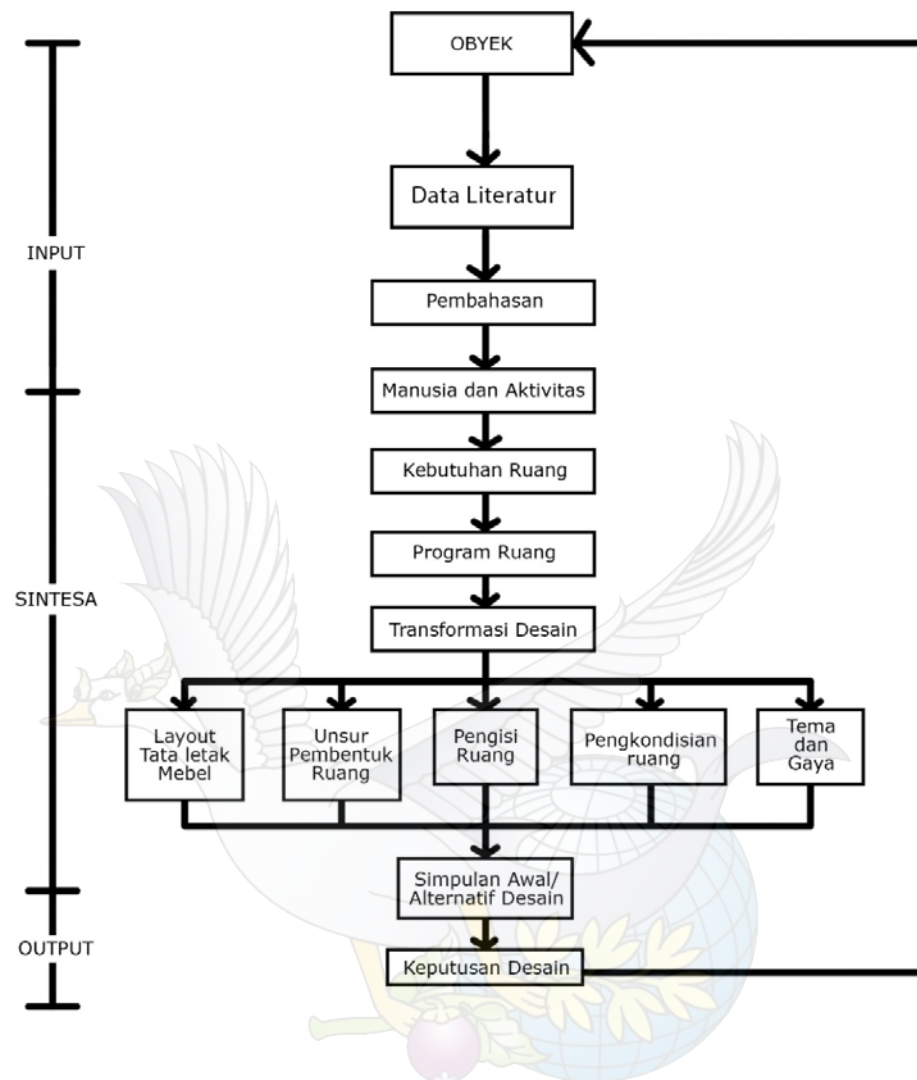 OBYEK
Data Literatur
INPUT
Pembahasan
Manusia dan Aktivitas
Kebutuhan Ruang
Program Ruang
SINTESA
Transformasi Desain
Layout
Tata letak
Mebel
Unsur
Pembentuk
Ruang
Pengisi
Ruang
Pengkondisian
ruang
Tema
dan
Gaya
Simpulan Awal/
Alternatif Desain
OUTPUT
Keputusan Desain